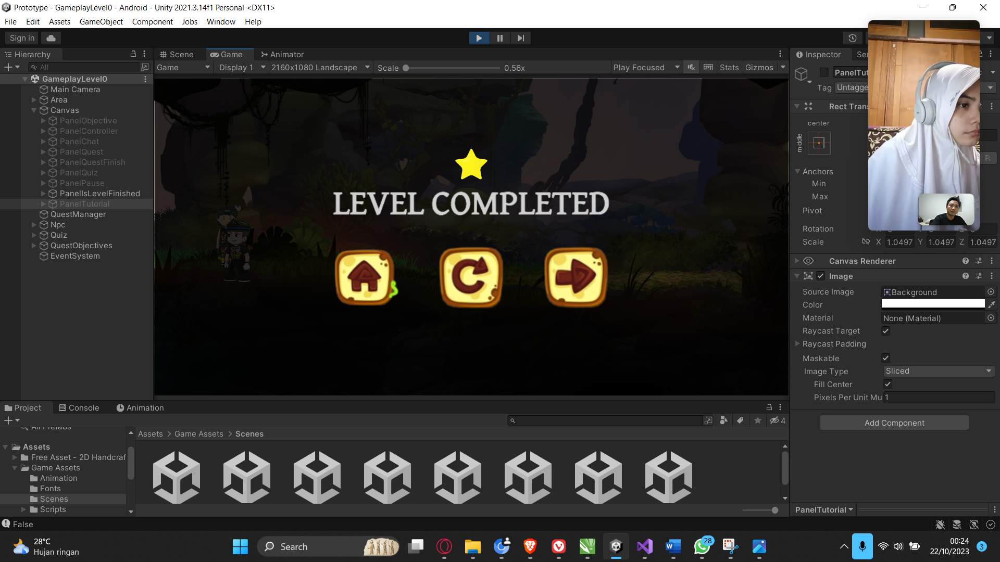 Prototype - GameplayLevel0 - Android - Unity 2021.3.14f1 Personal <DX11>
File Edit Assets GameObject Component Jobs Window Help
Sign in
Hierarchy
All
GameplayLevel0
Main Camera
Area
Canvas
PanelObjective
PanelController
PanelChat
PanelQuest
PanelQuestFinish
PanelQuiz
PanelPause
PanelIsLevelFinished
PanelTutorial
QuestManager
Npc
Quiz
QuestObjectives
EventSystem
Scene Game Animator
Game Display 1 2160x1080 Landscape Scale 0.56x Play Focused Stats Gizmos
LEVEL COMPLETED
Inspector Ser
PanelTut
Tag Untagge
Rect Trans
center
middle
R
Anchors
Min
Max
Pivot
Rotation
Scale X 1.0497 Y 1.0497 Z 1.0497
Canvas Renderer
Image
Source Image Background
Color
Material None (Material)
Raycast Target
Raycast Padding
Maskable
Image Type Sliced
Fill Center
Pixels Per Unit Mu 1
Add Component
PanelTutorial
Project Console Animation
4
All Prefabs
Assets
Free Asset - 2D Handcraf
Game Assets
Animation
Fonts
Scenes
Scripts
Assets > Game Assets > Scenes
False
28°C
Hujan ringan
Search
28
00:24
22/10/2023
3